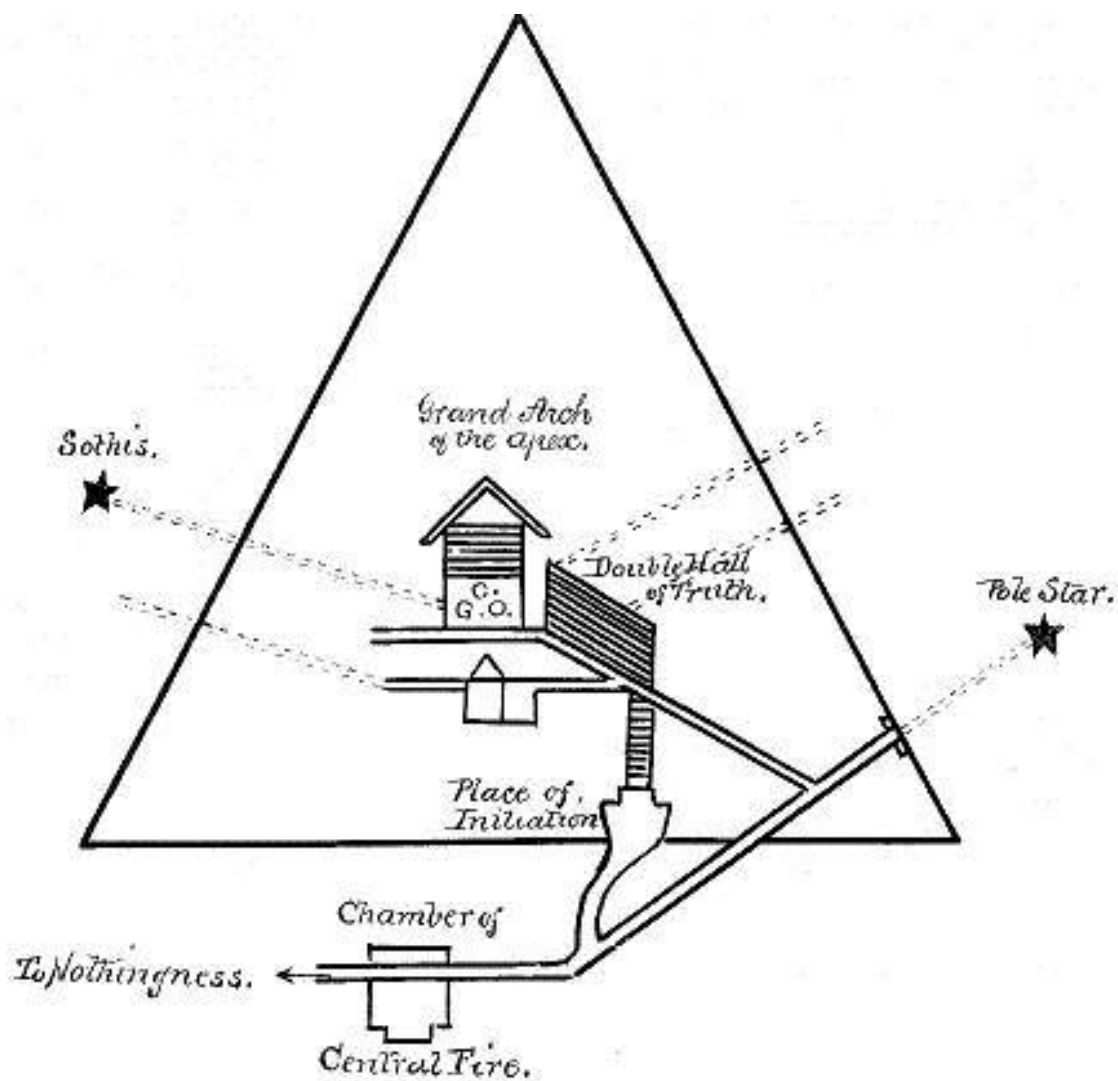 Grand Arch
of the apex.
Sothis.
Double Hall
of Truth.
C.
G.O.
Pole Star.
Place of.
Initiation
Chamber of
To Nothingness.
Central Fire.